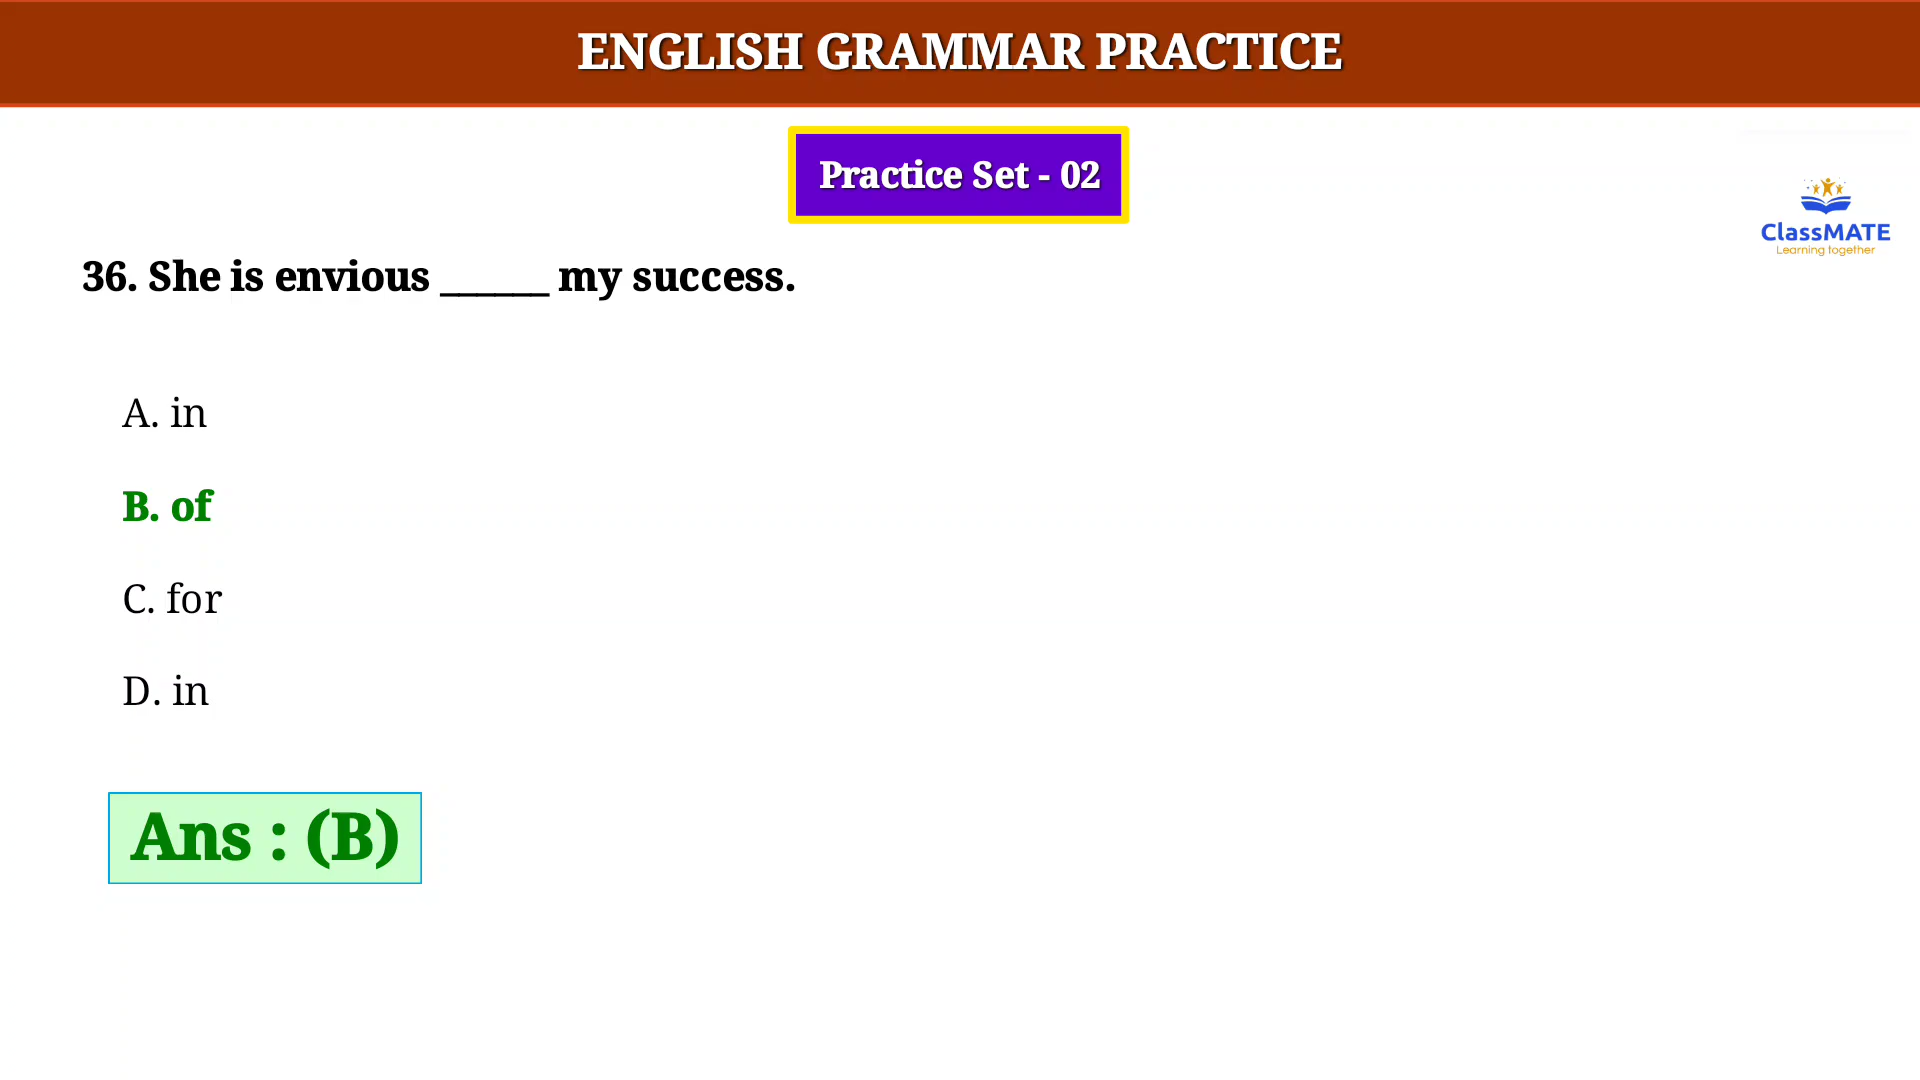 ENGLISH GRAMMAR PRACTICE
Practice Set - 02
ClassMATE
Learning together
36. She is envious ______ my success.
A. in
B. of
C. for
D. in
Ans : (B)